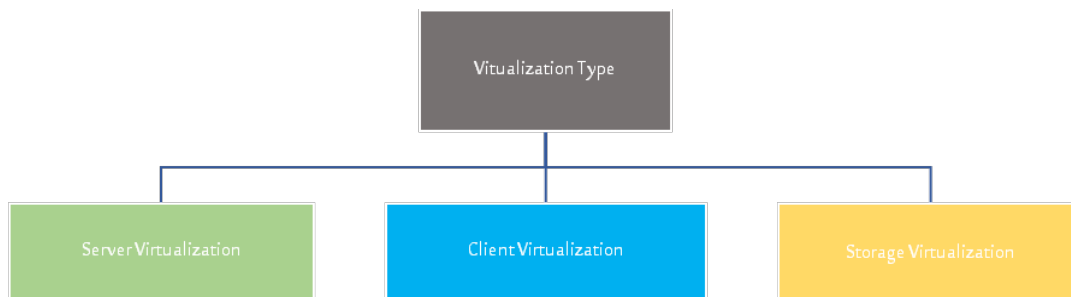 Vitualization Type
Server Virtualization
Client Virtualization
Storage Virtualization